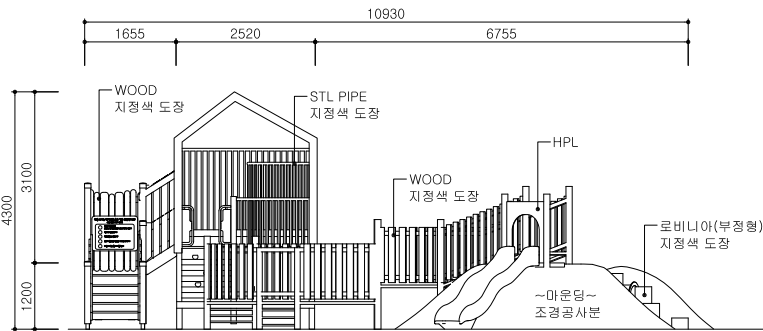 10930
1655
2520
6755
WOOD
지정색 도장
STL PIPE
지정색 도장
HPL
4300
3100
WOOD
지정색 도장
로비니아(부정형)
지정색 도장
1200
~마운딩~
조경공사분